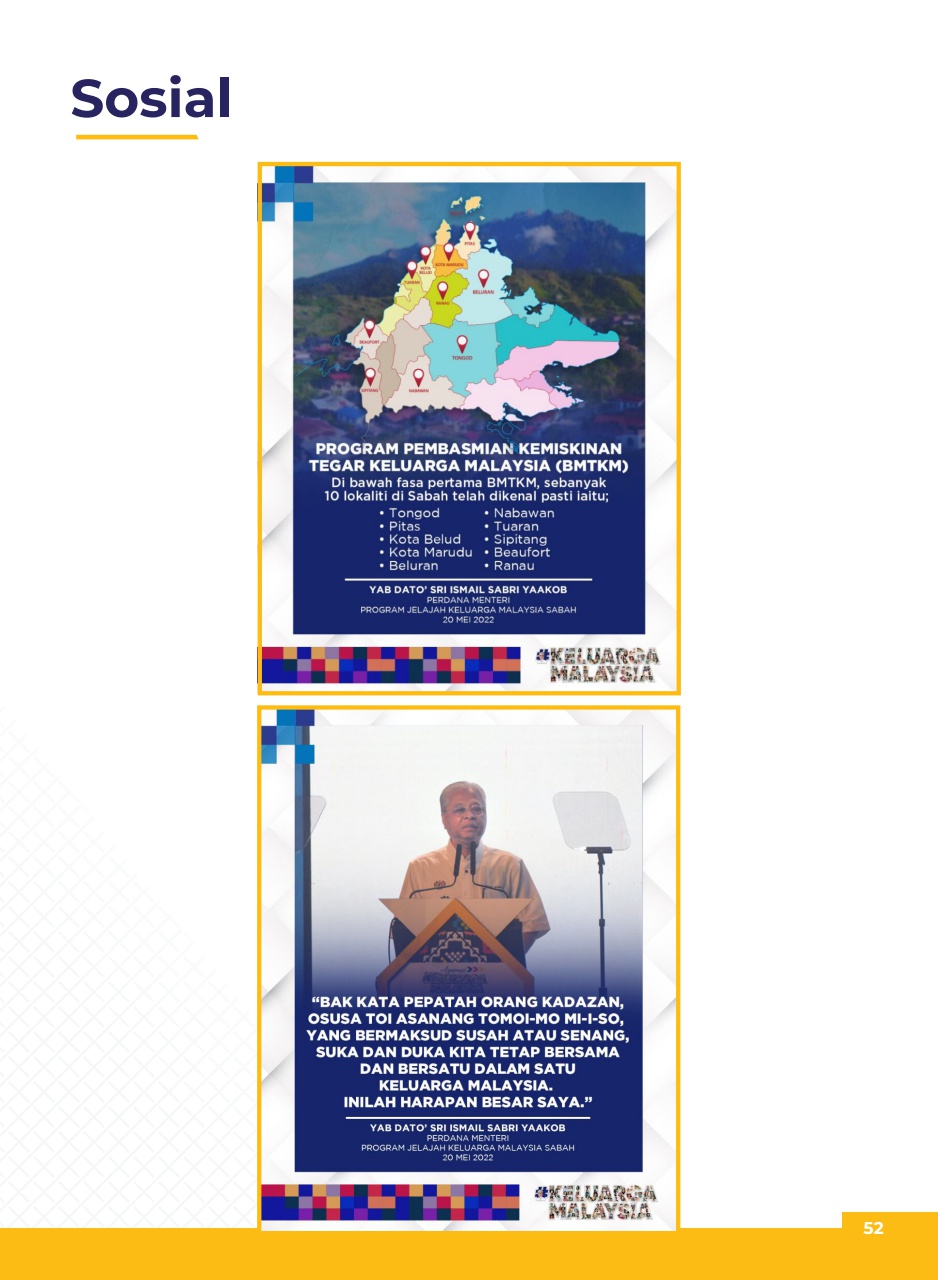 Sosial
PITAS
KOTA MARUDU
KOTA
BELUD
TUARAN
RANAU
BELURAN
BEAUFORT
TONGOD
SIPITANG
NABAWAN
PROGRAM PEMBASMIAN KEMISKINAN
TEGAR KELUARGA MALAYSIA (BMTKM)
Di bawah fasa pertama BMTKM, sebanyak
10 lokaliti di Sabah telah dikenal pasti iaitu;
• Tongod
• Pitas
• Kota Belud
• Kota Marudu
• Beluran
• Nabawan
• Tuaran
• Sipitang
• Beaufort
• Ranau
YAB DATO' SRI ISMAIL SABRI YAAKOB
PERDANA MENTERI
PROGRAM JELAJAH KELUARGA MALAYSIA SABAH
20 MEI 2022
#KELUARGA
MALAYSIA
“BAK KATA PEPATAH ORANG KADAZAN,
OSUSA TOI ASANANG TOMOI-MO MI-I-SO,
YANG BERMAKSUD SUSAH ATAU SENANG,
SUKA DAN DUKA KITA TETAP BERSAMA
DAN BERSATU DALAM SATU
KELUARGA MALAYSIA.
INILAH HARAPAN BESAR SAYA.”
YAB DATO' SRI ISMAIL SABRI YAAKOB
PERDANA MENTERI
PROGRAM JELAJAH KELUARGA MALAYSIA SABAH
20 MEI 2022
#KELUARGA
MALAYSIA
52